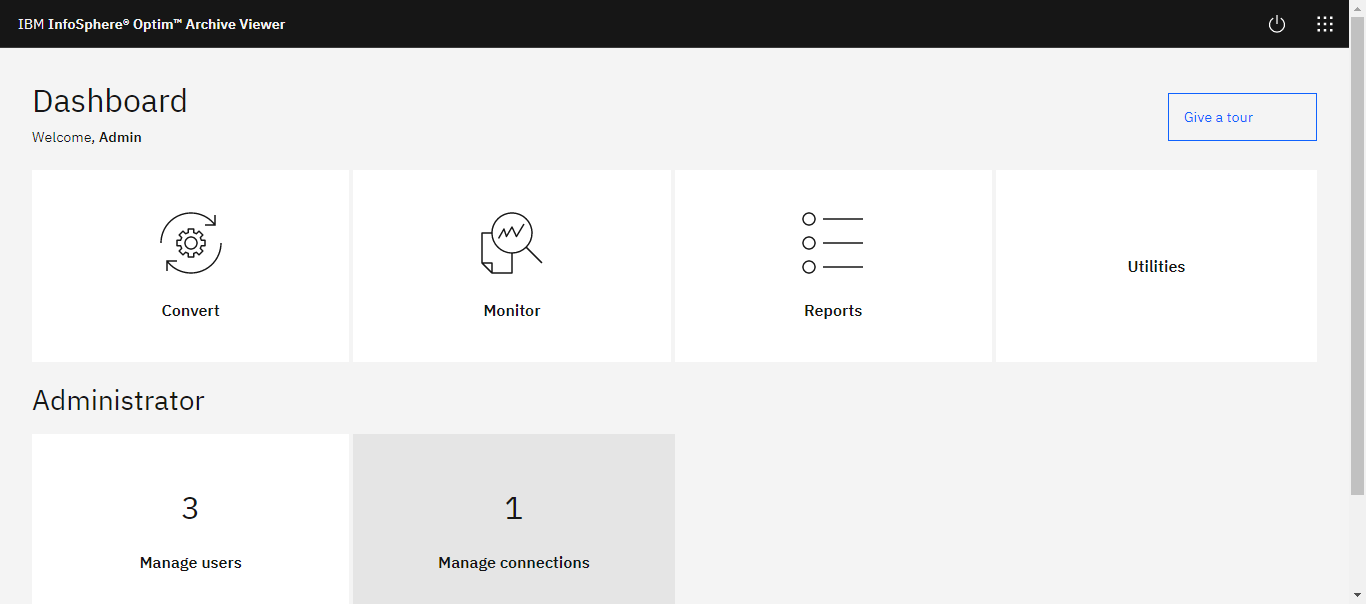 IBM InfoSphere® Optim™ Archive Viewer
Dashboard
Welcome, Admin
Give a tour
Convert
Monitor
Reports
Utilities
Administrator
3
Manage users
1
Manage connections